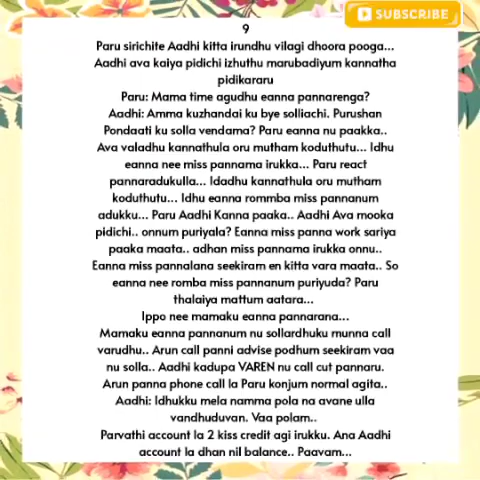 SUBSCRIBE
9
Paru sirichite Aadhi kitta irundhu vilagi dhoora pooga...
Aadhi ava kaiya pidichi izhuthu marubadiyum kannatha
pidikararu
Paru: Mama time agudhu eanna pannarenga?
Aadhi: Amma kuzhandai ku bye solliachi. Purushan
Pondaati ku solla vendama? Paru eanna nu paakka..
Ava valadhu kannathula oru mutham koduthutu... Idhu
eanna nee miss pannama irukka... Paru react
pannaradukulla... Idadhu kannathula oru mutham
koduthutu... Idhu eanna rommba miss pannanum
adukku... Paru Aadhi Kanna paaka.. Aadhi Ava mooka
pidichi.. onnum puriyala? Eanna miss panna work sariya
paaka maata.. adhan miss pannama irukka onnu..
Eanna miss pannalana seekiram en kitta vara maata.. So
eanna nee romba miss pannanum puriyuda? Paru
thalaiya mattum aatara...
Ippo nee mamaku eanna pannarana...
Mamaku eanna pannanum nu sollardhuku munna call
varudhu.. Arun call panni advise podhum seekiram vaa
nu solla.. Aadhi kadupa VAREN nu call cut pannaru.
Arun panna phone call la Paru konjum normal agita..
Aadhi: Idhukku mela namma pola na avane ulla
vandhuduvan. Vaa polam..
Parvathi account la 2 kiss credit agi irukku. Ana Aadhi
account la dhan nil balance.. Paavam...